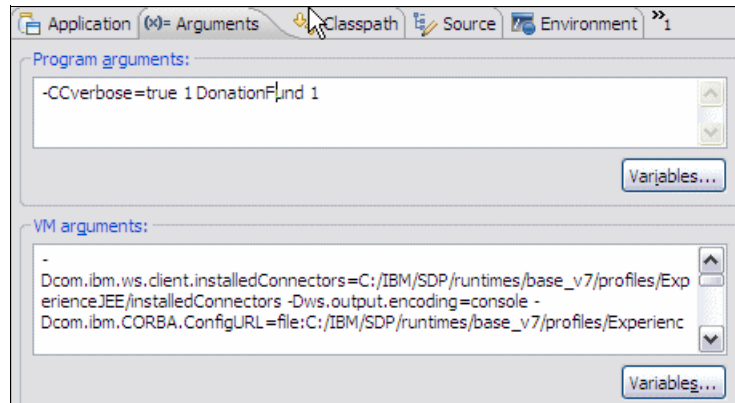 Application (x)= Arguments Classpath Source Environment »1
Program arguments:
-CCverbose=true 1 DonationFund 1
Variables...
VM arguments:
-
Dcom.ibm.ws.client.installedConnectors=C:/IBM/SDP/runtimes/base_v7/profiles/Exp
erienceJEE/installedConnectors -Dws.output.encoding=console -
Dcom.ibm.CORBA.ConfigURL=file:C:/IBM/SDP/runtimes/base_v7/profiles/Experienc
Variables...